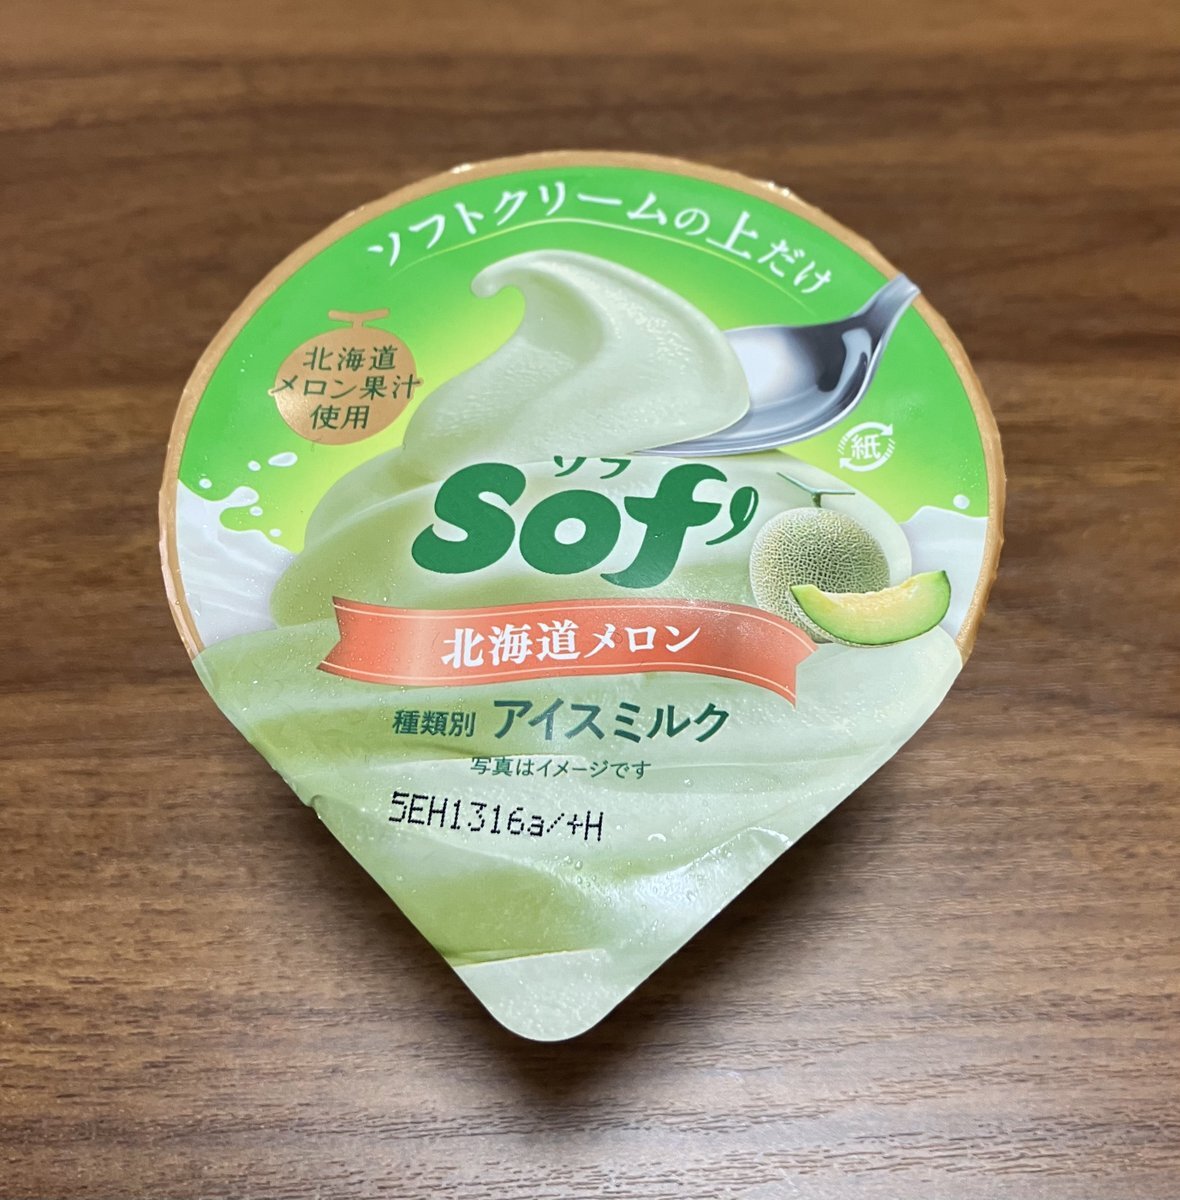 ソフトクリームの上だけ
北海道
メロン果汁
使用
紙
ソフ
Sof'
北海道メロン
種類別 アイスミルク
写真はイメージです
5EH1316a/+H